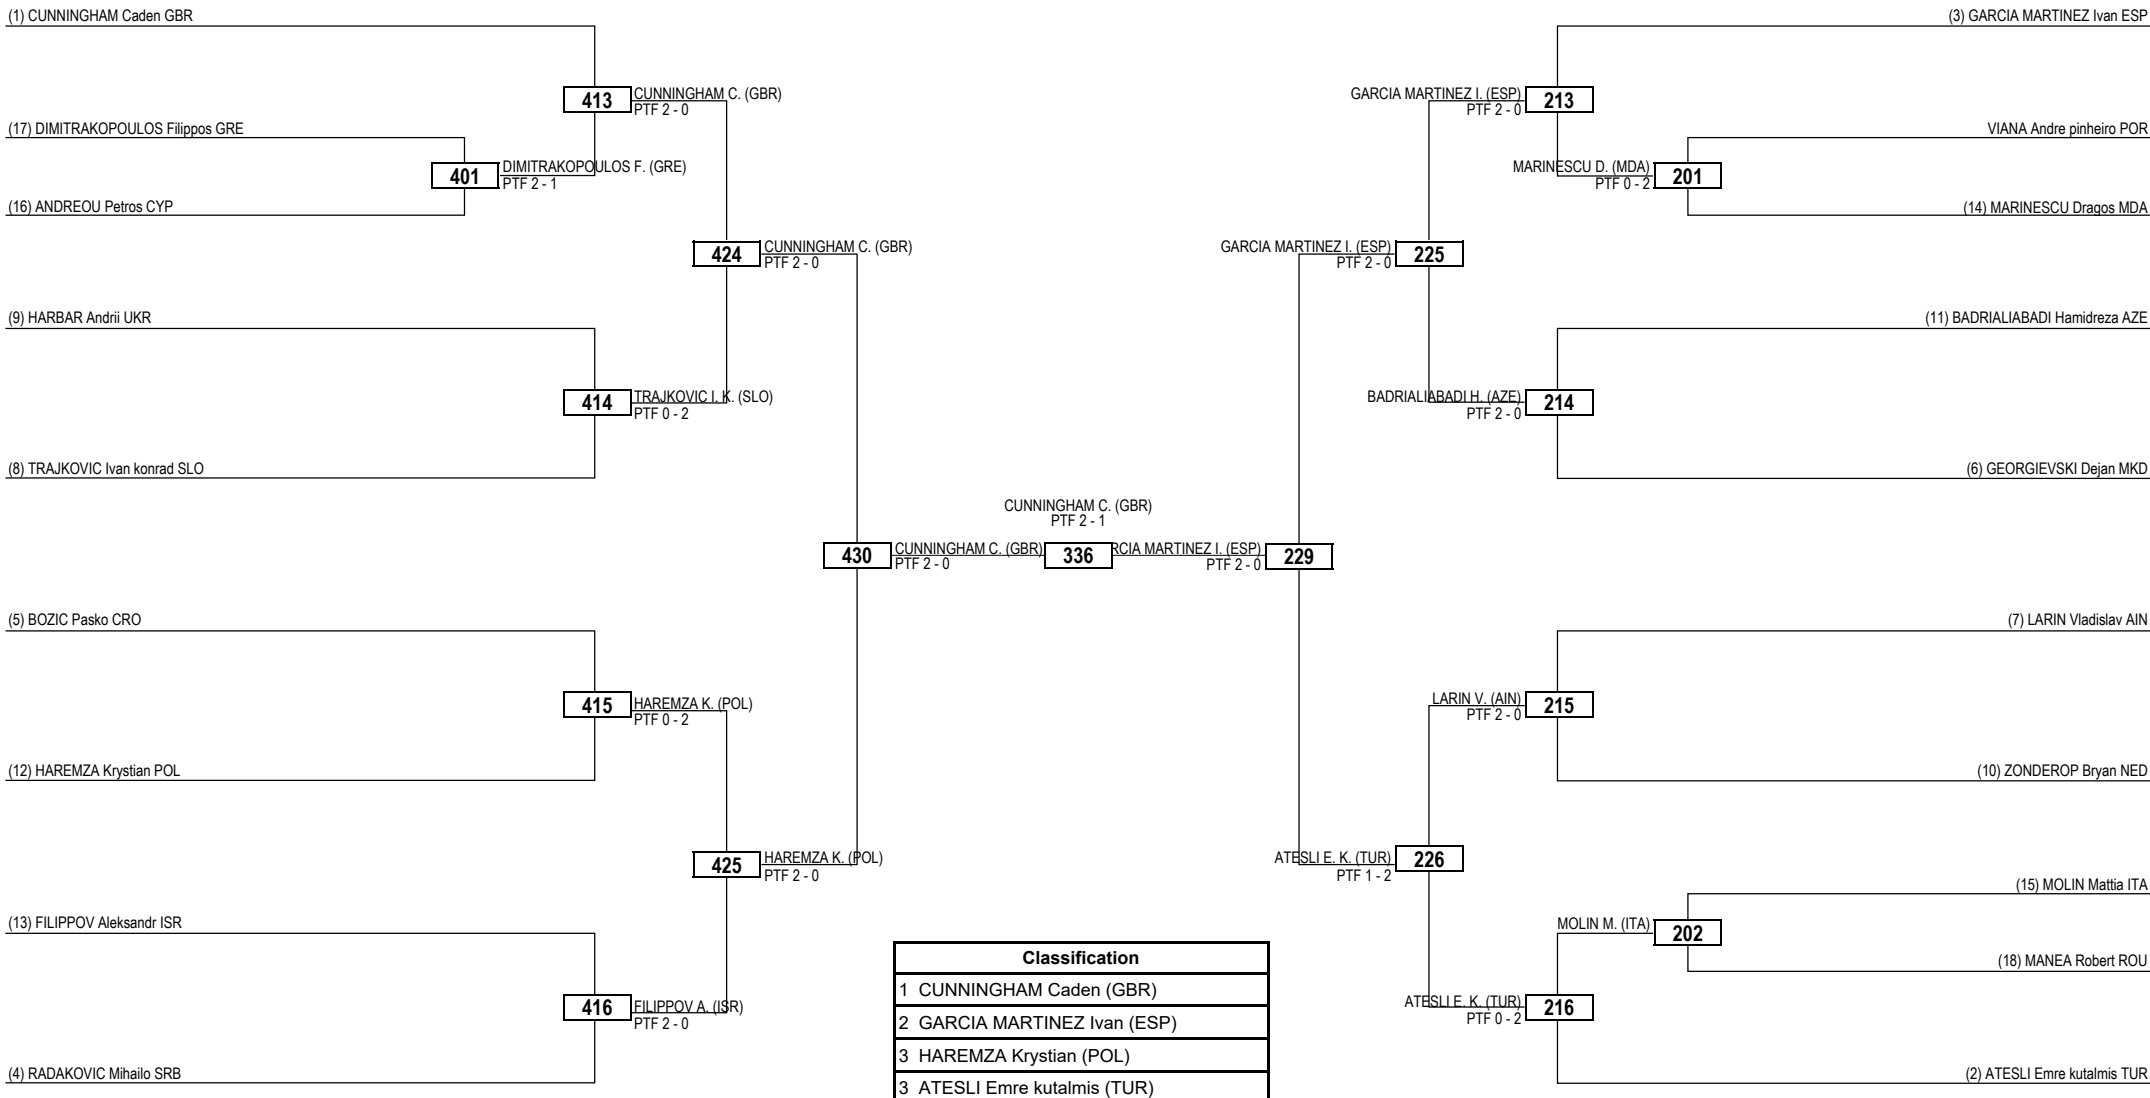 (1) CUNNINGHAM Caden GBR
(3) GARCIA MARTINEZ Ivan ESP
413
CUNNINGHAM C. (GBR)
PTF 2 - 0
GARCIA MARTINEZ I. (ESP)
PTF 2 - 0
213
(17) DIMITRAKOPOULOS Filippos GRE
VIANA Andre pinheiro POR
401
DIMITRAKOPOULOS F. (GRE)
PTF 2 - 1
MARINESCU D. (MDA)
PTF 0 - 2
201
(16) ANDREOU Petros CYP
(14) MARINESCU Dragos MDA
424
CUNNINGHAM C. (GBR)
PTF 2 - 0
GARCIA MARTINEZ I. (ESP)
PTF 2 - 0
225
(9) HARBAR Andrii UKR
(11) BADRIALIABADI Hamidreza AZE
414
TRAJKOVIC I. K. (SLO)
PTF 0 - 2
BADRIALIABADI H. (AZE)
PTF 2 - 0
214
(8) TRAJKOVIC Ivan konrad SLO
(6) GEORGIEVSKI Dejan MKD
CUNNINGHAM C. (GBR)
PTF 2 - 1
430
CUNNINGHAM C. (GBR)
PTF 2 - 0
336
RCIA MARTINEZ I. (ESP)
PTF 2 - 0
229
(5) BOZIC Pasko CRO
(7) LARIN Vladislav AIN
415
HAREMZA K. (POL)
PTF 0 - 2
LARIN V. (AIN)
PTF 2 - 0
215
(12) HAREMZA Krystian POL
(10) ZONDEROP Bryan NED
425
HAREMZA K. (POL)
PTF 2 - 0
ATESLI E. K. (TUR)
PTF 1 - 2
226
(15) MOLIN Mattia ITA
(13) FILIPPOV Aleksandr ISR
MOLIN M. (ITA)
202
(18) MANEA Robert ROU
416
FILIPPOV A. (ISR)
PTF 2 - 0
ATESLI E. K. (TUR)
PTF 0 - 2
216
(4) RADAKOVIC Mihailo SRB
(2) ATESLI Emre kutalmis TUR
Classification
1 CUNNINGHAM Caden (GBR)
2 GARCIA MARTINEZ Ivan (ESP)
3 HAREMZA Krystian (POL)
3 ATESLI Emre kutalmis (TUR)